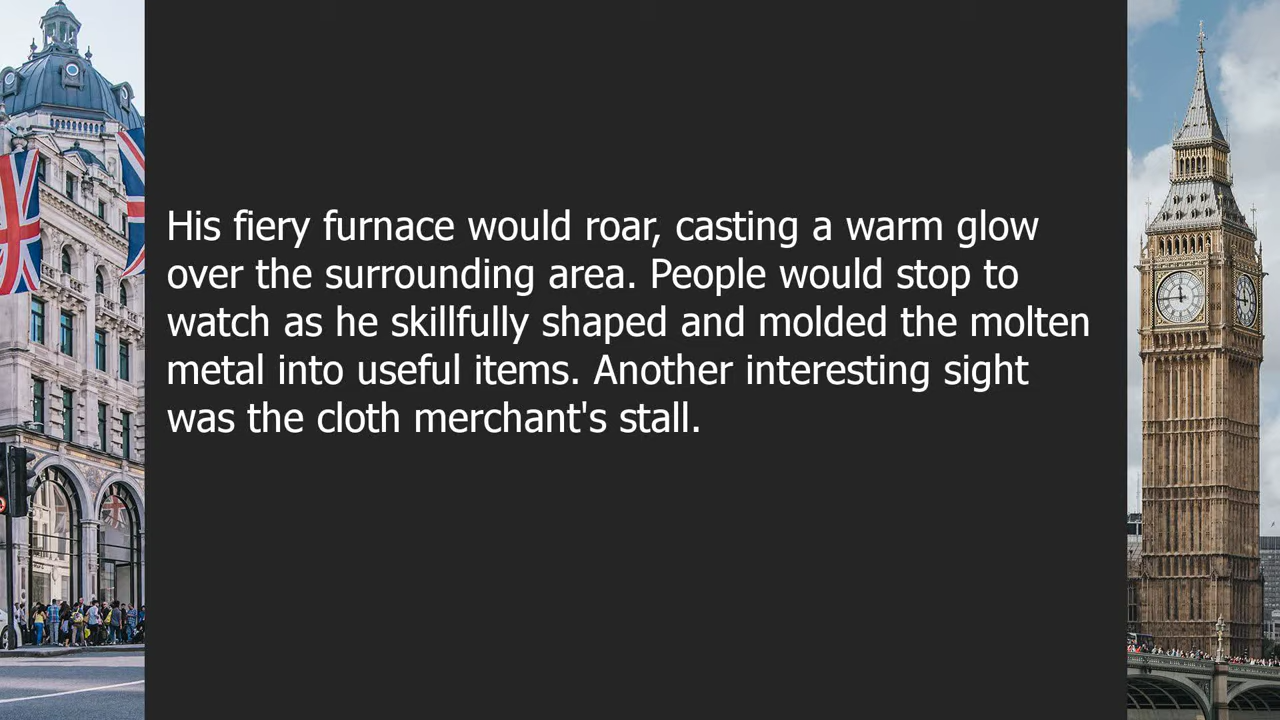 His fiery furnace would roar, casting a warm glow
over the surrounding area. People would stop to
watch as he skillfully shaped and molded the molten
metal into useful items. Another interesting sight
was the cloth merchant's stall.